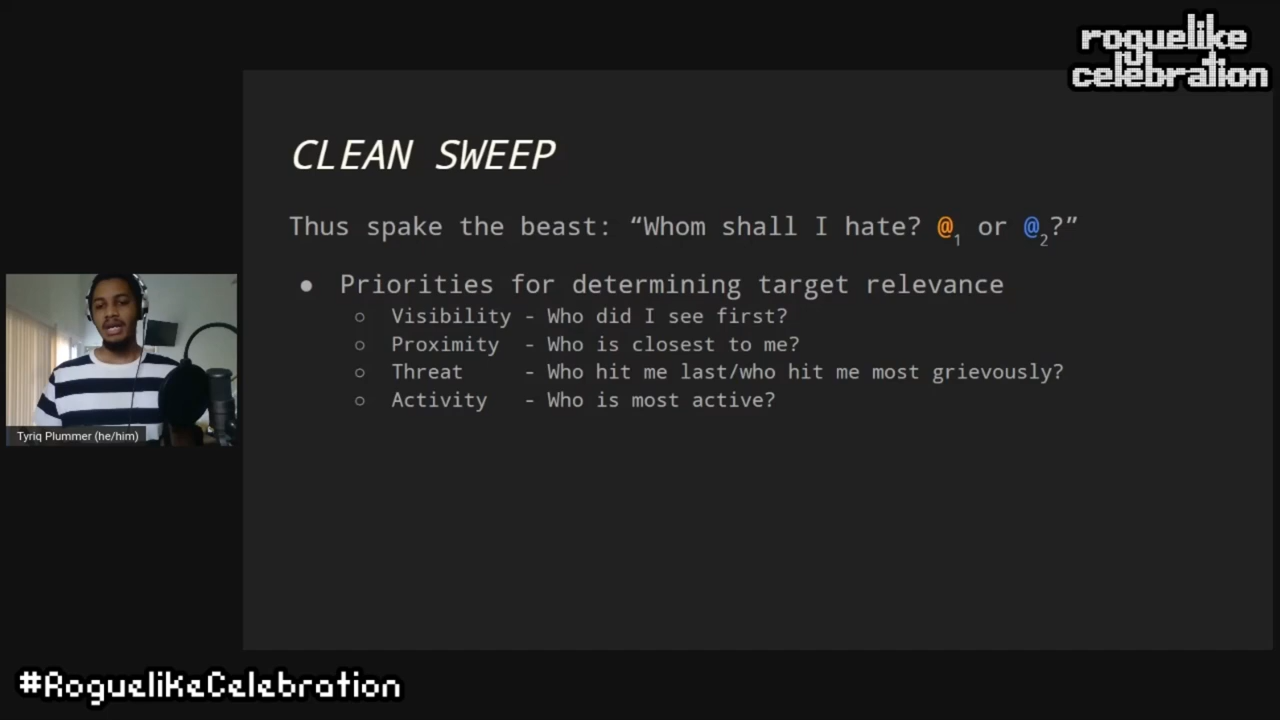 roguelike
celebration
CLEAN SWEEP
Thus spake the beast: “Whom shall I hate? @1 or @2?”
● Priorities for determining target relevance
○ Visibility - Who did I see first?
○ Proximity - Who is closest to me?
○ Threat - Who hit me last/who hit me most grievously?
○ Activity - Who is most active?
Tyriq Plummer (he/him)
#RoguelikeCelebration